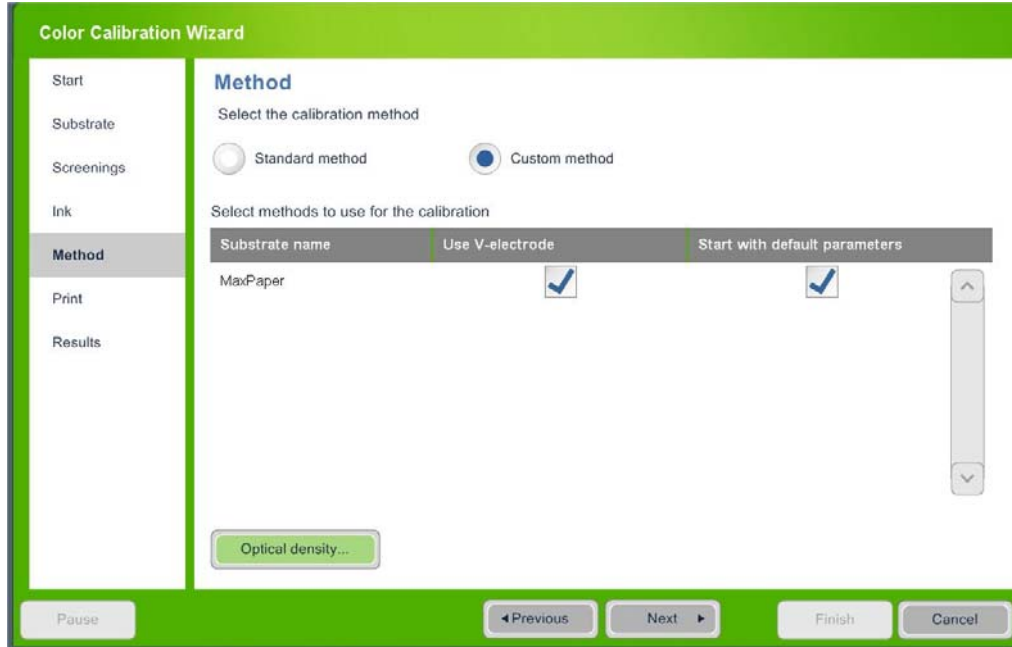 Color Calibration Wizard
Start
Substrate
Screenings
Ink
Method
Print
Results
Method
Select the calibration method
Standard method
Custom method
Select methods to use for the calibration
Substrate name Use V-electrode Start with default parameters
MaxPaper
Optical density...
Pause
Previous
Next
Finish
Cancel